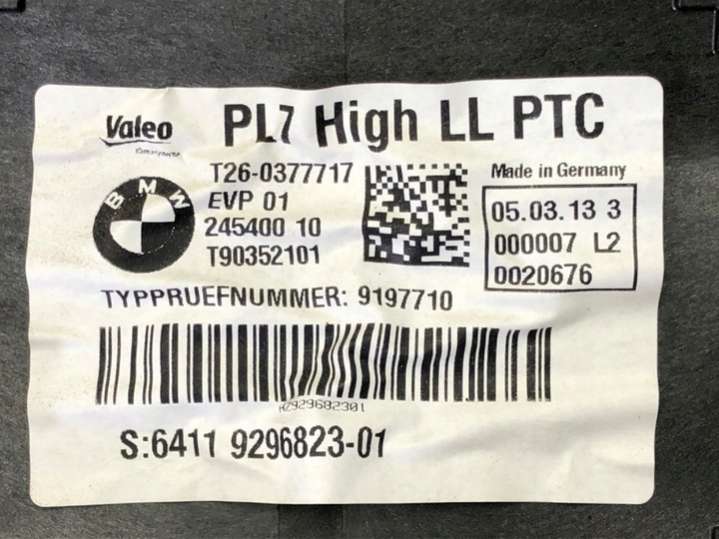 Valeo
PL7 High LL PTC
T26-0377717
EVP 01
245400 10
T90352101
BMW
Made in Germany
05.03.13 3
000007 L2
0020676
TYPPRUEFNUMMER: 9197710
S:6411 9296823-01